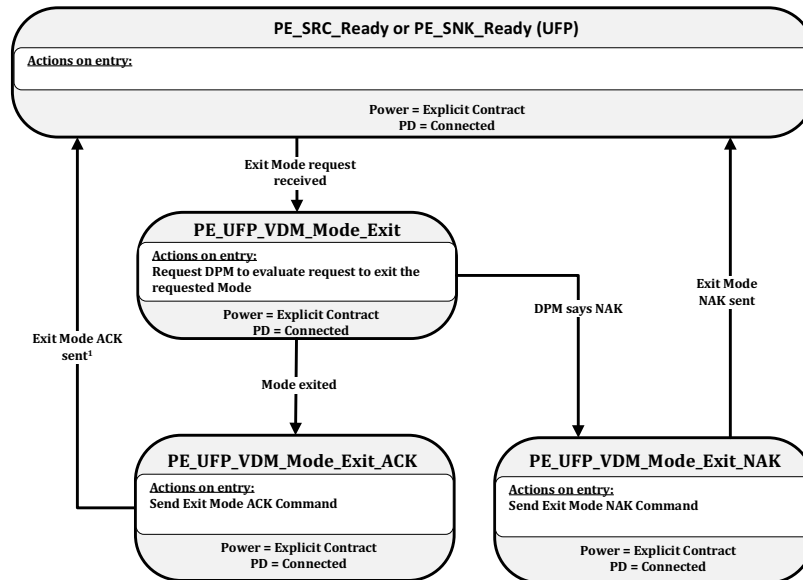 PE_SRC_Ready or PE_SNK_Ready (UFP)
Actions on entry:
Power = Explicit Contract
PD = Connected
Exit Mode request
received
PE_UFP_VDM_Mode_Exit
Actions on entry:
Request DPM to evaluate request to exit the
requested Mode
Power = Explicit Contract
PD = Connected
Exit Mode
NAK sent
DPM says NAK
Exit Mode ACK
sent¹
Mode exited
PE_UFP_VDM_Mode_Exit_ACK
Actions on entry:
Send Exit Mode ACK Command
Power = Explicit Contract
PD = Connected
PE_UFP_VDM_Mode_Exit_NAK
Actions on entry:
Send Exit Mode NAK Command
Power = Explicit Contract
PD = Connected